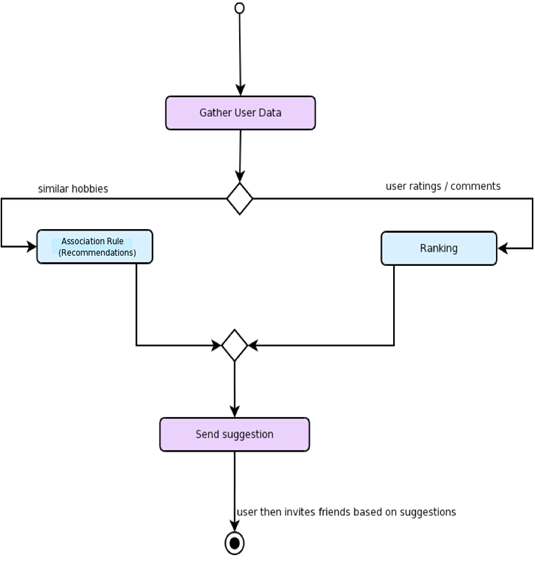 Gather User Data
similar hobbies
user ratings / comments
Association Rule
(Recommendations)
Ranking
Send suggestion
user then invites friends based on suggestions